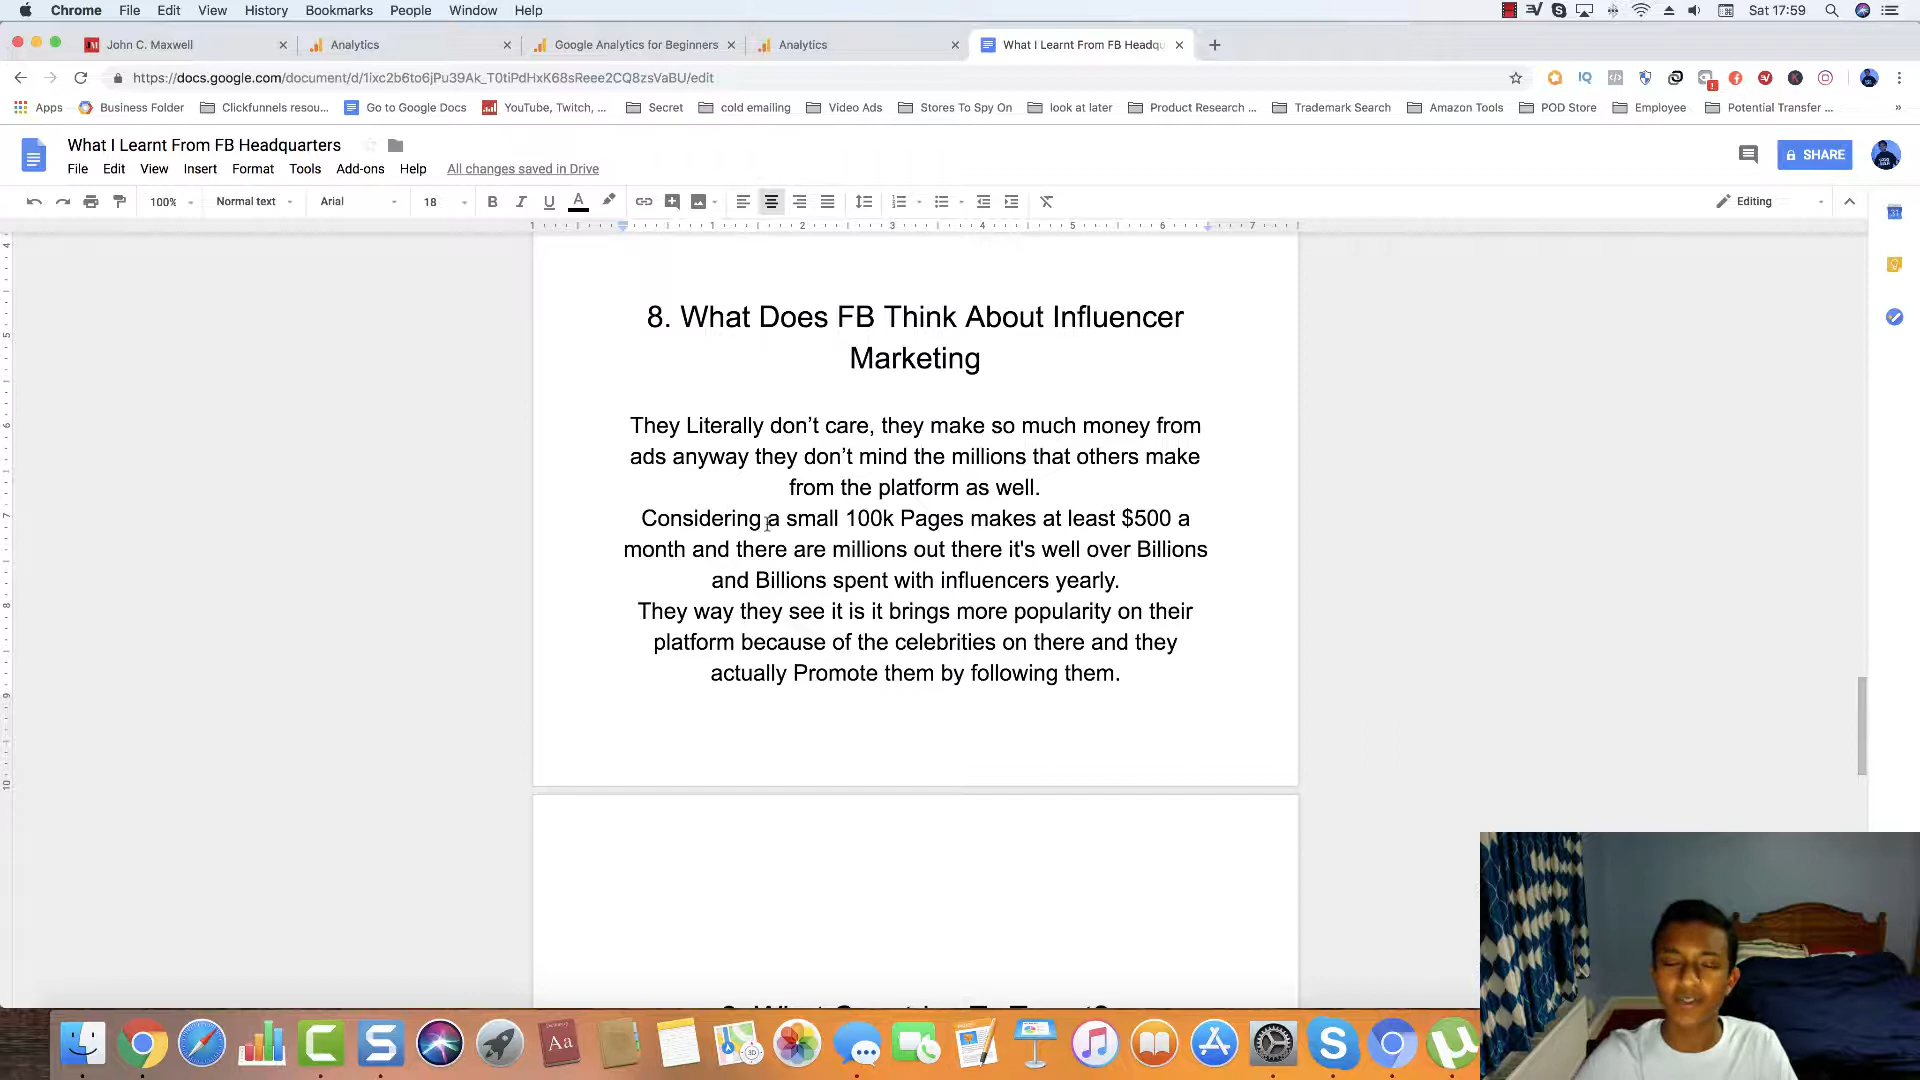 Chrome File Edit View History Bookmarks People Window Help
Sat 17:59
John C. Maxwell
Analytics
Google Analytics for Beginners
Analytics
What I Learnt From FB Headqu
https://docs.google.com/document/d/1ixc2b6to6jPu39Ak_T0tiPdHxK68sReee2CQ8zsVaBU/edit
Apps Business Folder Clickfunnels resou... Go to Google Docs YouTube, Twitch, ... Secret cold emailing Video Ads Stores To Spy On look at later Product Research ... Trademark Search Amazon Tools POD Store Employee Potential Transfer ...
What I Learnt From FB Headquarters
SHARE
File Edit View Insert Format Tools Add-ons Help All changes saved in Drive
100% Normal text Arial 18 Editing
1 1 2 3 4 5 6 7
8. What Does FB Think About Influencer
Marketing
They Literally don’t care, they make so much money from
ads anyway they don’t mind the millions that others make
from the platform as well.
Considering a small 100k Pages makes at least $500 a
month and there are millions out there it's well over Billions
and Billions spent with influencers yearly.
They way they see it is it brings more popularity on their
platform because of the celebrities on there and they
actually Promote them by following them.